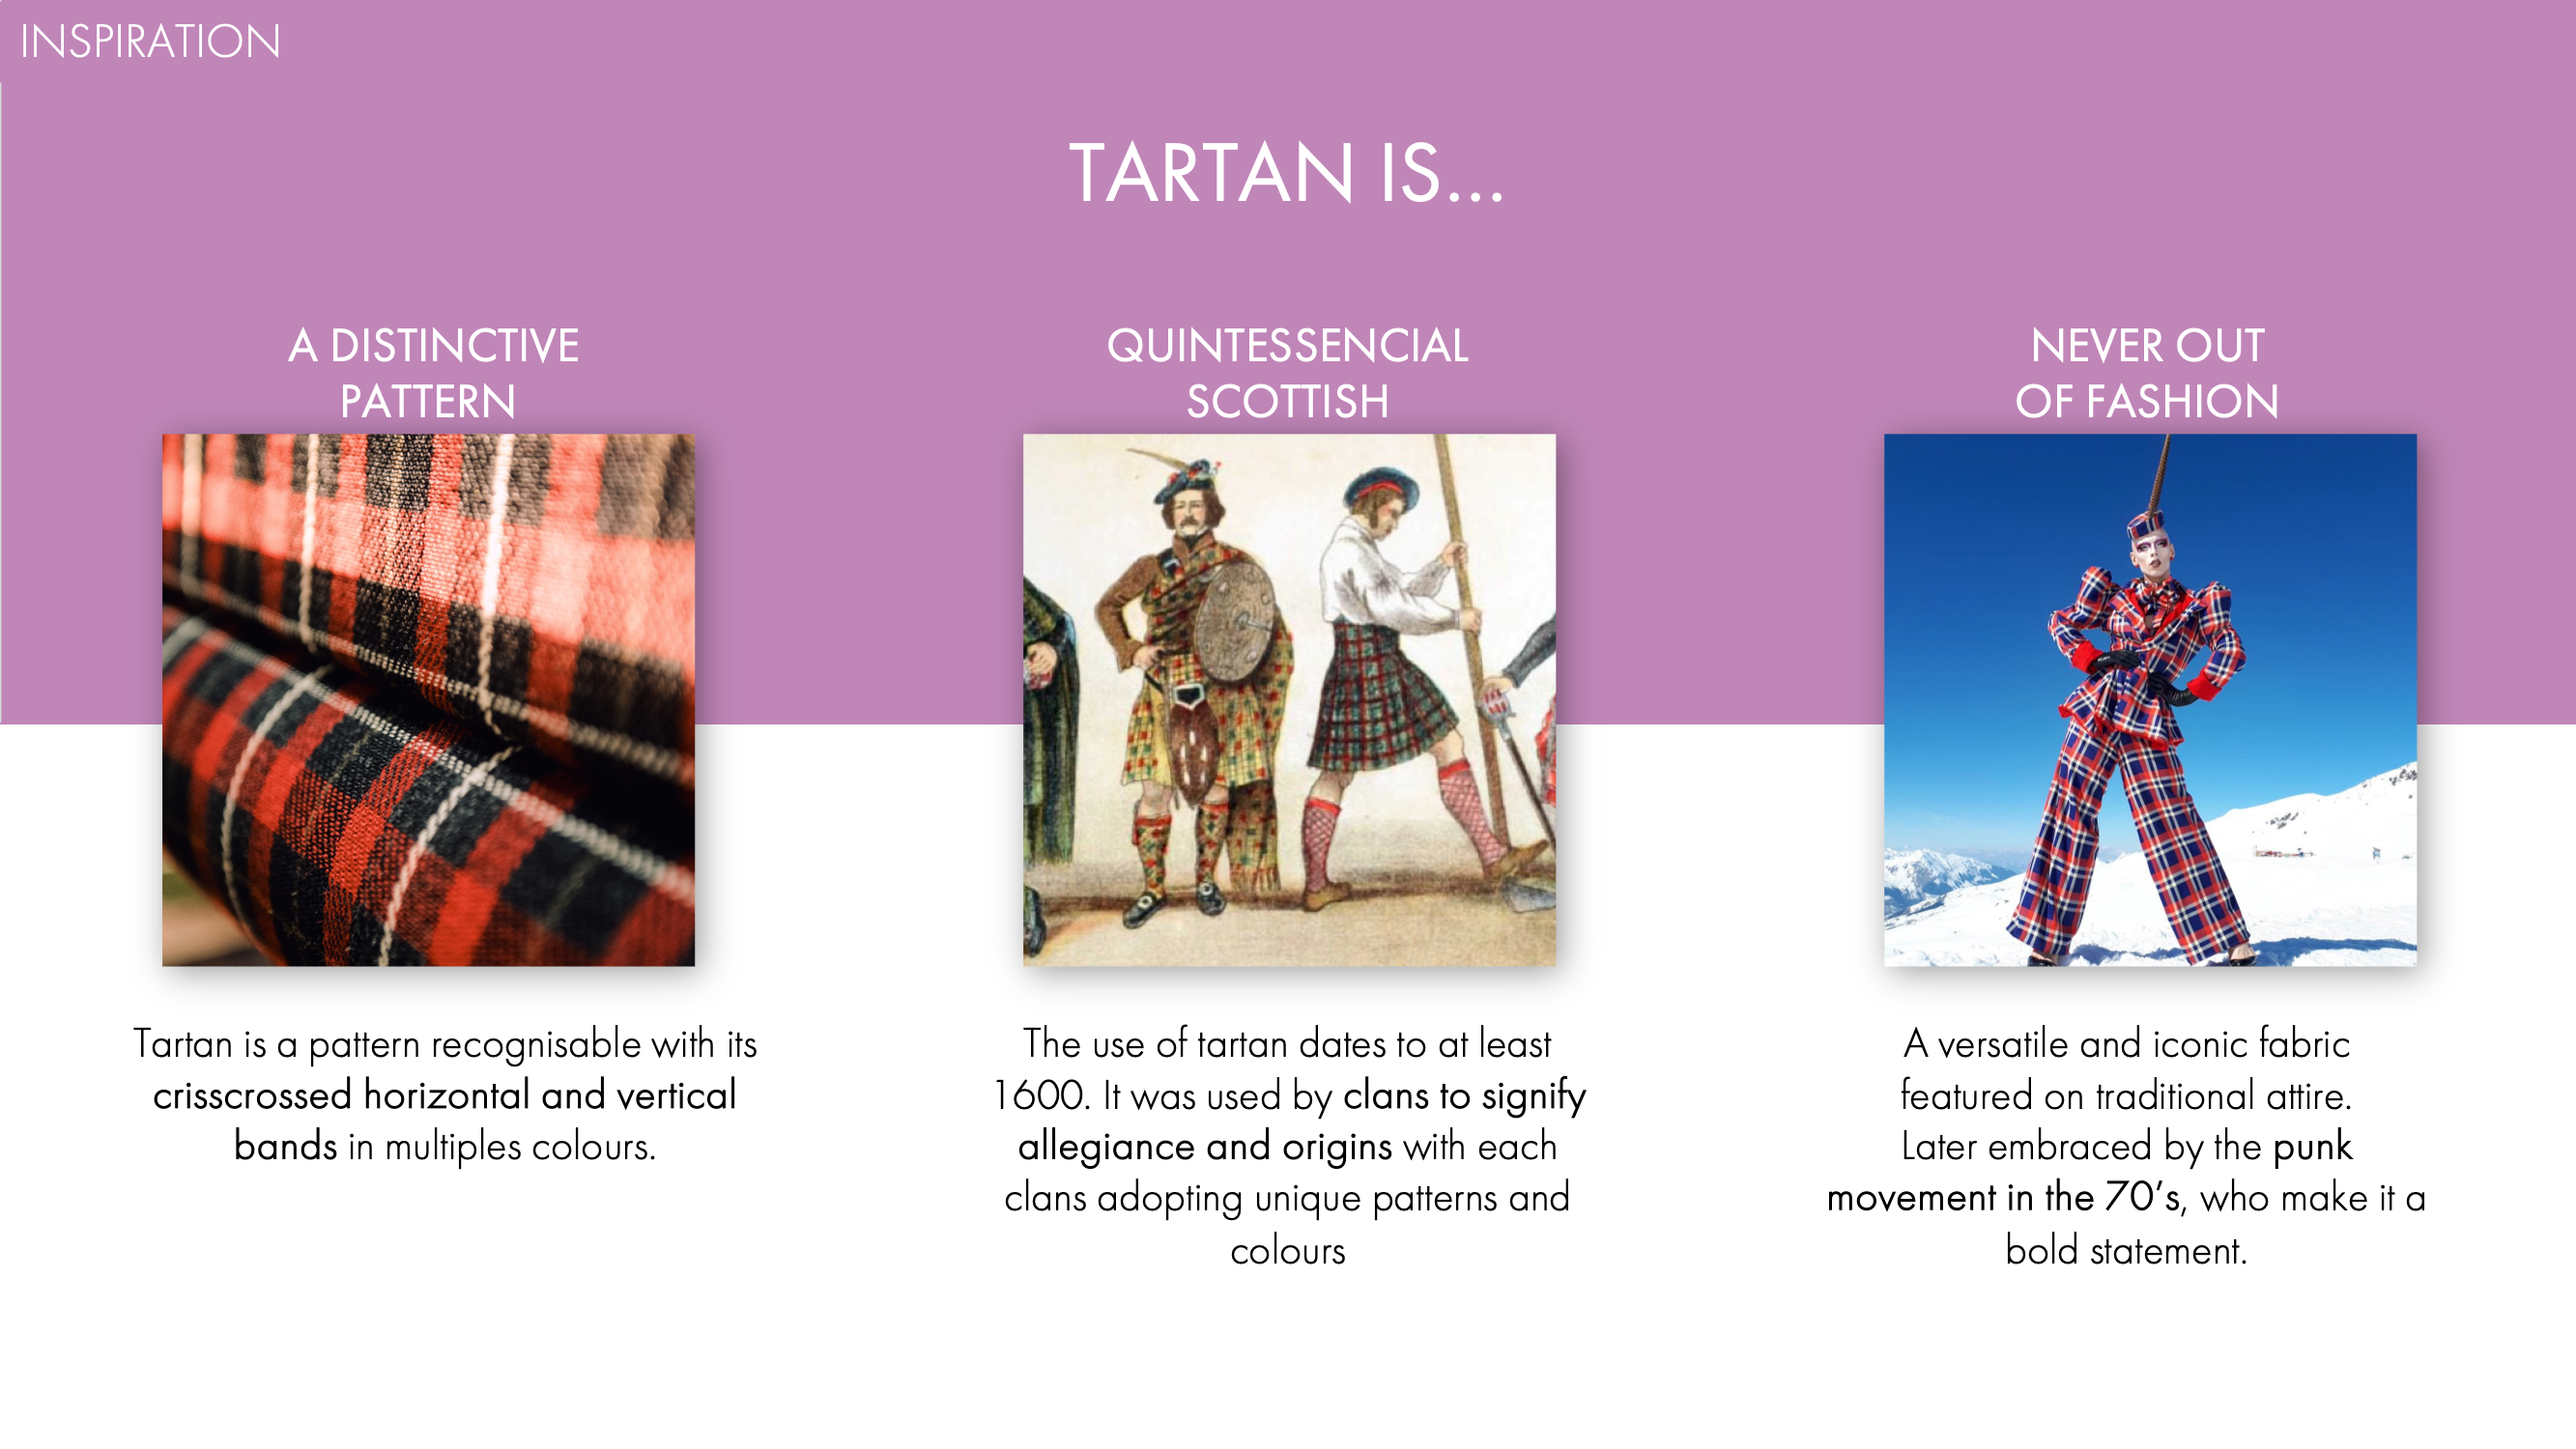 INSPIRATION
TARTAN IS...
A DISTINCTIVE
PATTERN
QUINTESSENCIAL
SCOTTISH
NEVER OUT
OF FASHION
Tartan is a pattern recognisable with its
crisscrossed horizontal and vertical
bands in multiples colours.
The use of tartan dates to at least
1600. It was used by clans to signify
allegiance and origins with each
clans adopting unique patterns and
colours
A versatile and iconic fabric
featured on traditional attire.
Later embraced by the punk
movement in the 70's, who make it a
bold statement.